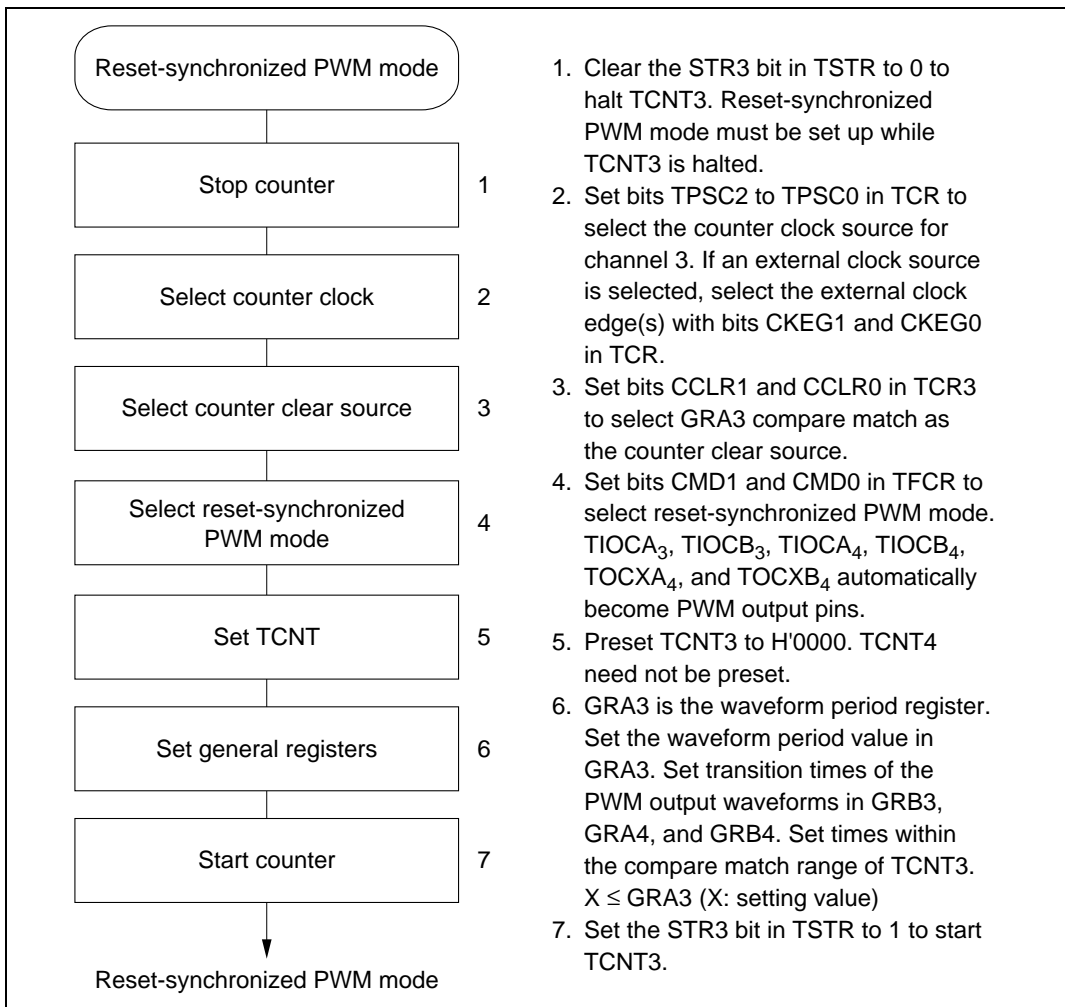 Reset-synchronized PWM mode
Stop counter 1
Select counter clock 2
Select counter clear source 3
Select reset-synchronized
PWM mode 4
Set TCNT 5
Set general registers 6
Start counter 7
Reset-synchronized PWM mode
1. Clear the STR3 bit in TSTR to 0 to
halt TCNT3. Reset-synchronized
PWM mode must be set up while
TCNT3 is halted.
2. Set bits TPSC2 to TPSC0 in TCR to
select the counter clock source for
channel 3. If an external clock source
is selected, select the external clock
edge(s) with bits CKEG1 and CKEG0
in TCR.
3. Set bits CCLR1 and CCLR0 in TCR3
to select GRA3 compare match as
the counter clear source.
4. Set bits CMD1 and CMD0 in TFCR to
select reset-synchronized PWM mode.
TIOCA3, TIOCB3, TIOCA4, TIOCB4,
TOCXA4, and TOCXB4 automatically
become PWM output pins.
5. Preset TCNT3 to H'0000. TCNT4
need not be preset.
6. GRA3 is the waveform period register.
Set the waveform period value in
GRA3. Set transition times of the
PWM output waveforms in GRB3,
GRA4, and GRB4. Set times within
the compare match range of TCNT3.
X ≤ GRA3 (X: setting value)
7. Set the STR3 bit in TSTR to 1 to start
TCNT3.